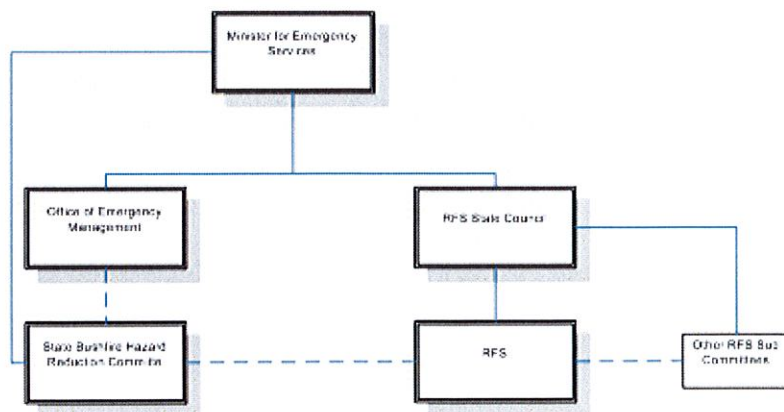 Minister for Emergency
Services
Office of Emergency
Management
RFS State Council
State Bushfire Hazard
Reduction Committe
RFS
Other RFS Sub
Committees